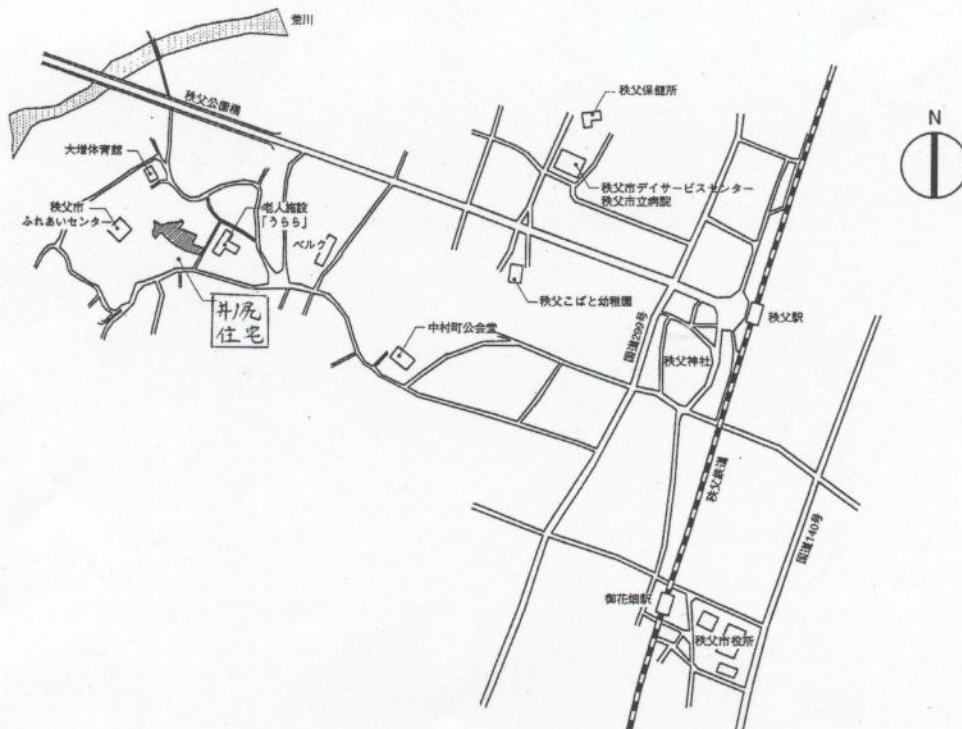 荒川
秩父公園橋
秩父保健所
N
大畑体育館
秩父市
ふれあいセンター
老人施設
「うらら」
ベルク
秩父市デイサービスセンター
秩父市立病院
井ノ尻
住宅
秩父こばと幼稚園
中村町公会堂
国道299号
秩父神社
秩父駅
秩父鉄道
国道140号
御花畑駅
秩父市役所